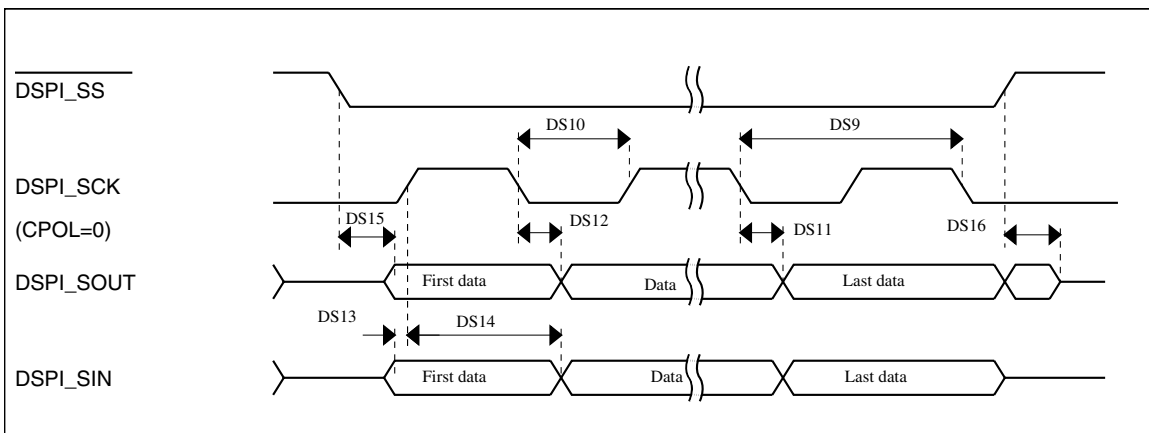 DSPI_SS
DS10
DS9
DSPI_SCK
(CPOL=0)
DS15
DS12
DS11
DS16
DSPI_SOUT
First data
Data
Last data
DS13
DS14
DSPI_SIN
First data
Data
Last data